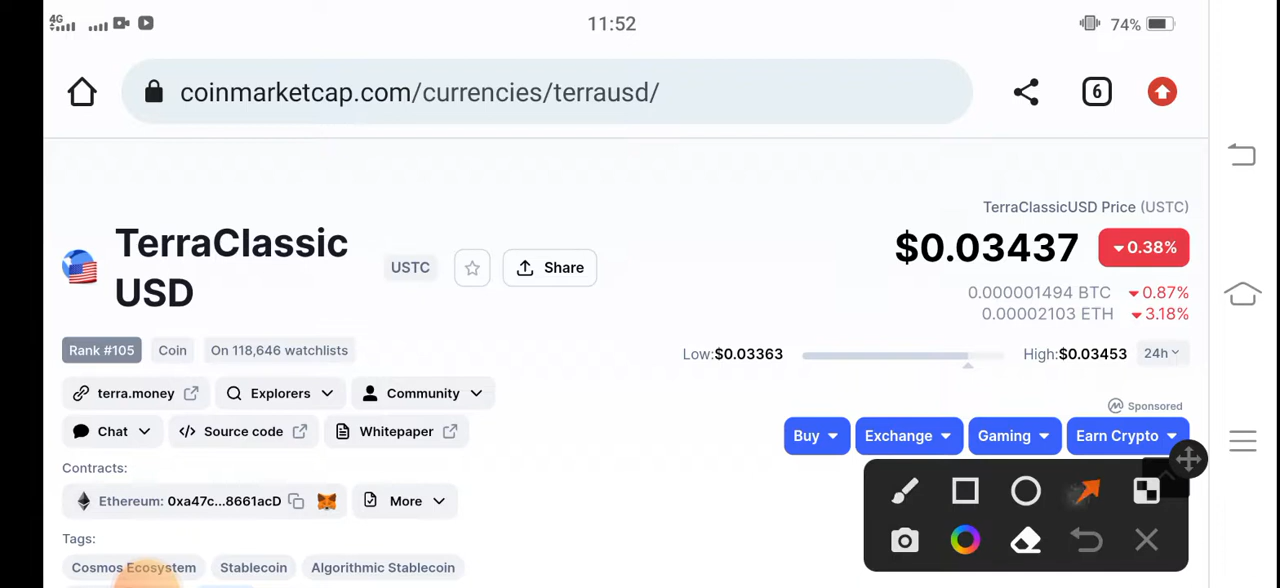 4G 11:52 74%
coinmarketcap.com/currencies/terrausd/ 6
TerraClassicUSD Price (USTC)
TerraClassic
USD
USTC
Share
$0.03437 0.38%
0.000001494 BTC 0.87%
0.00002103 ETH 3.18%
Rank #105 Coin On 118,646 watchlists
Low:$0.03363 High:$0.03453 24h
terra.money Explorers Community
Sponsored
Chat Source code Whitepaper
Buy Exchange Gaming Earn Crypto
Contracts:
Ethereum: 0xa47c...8661acD More
Tags:
Cosmos Ecosystem Stablecoin Algorithmic Stablecoin